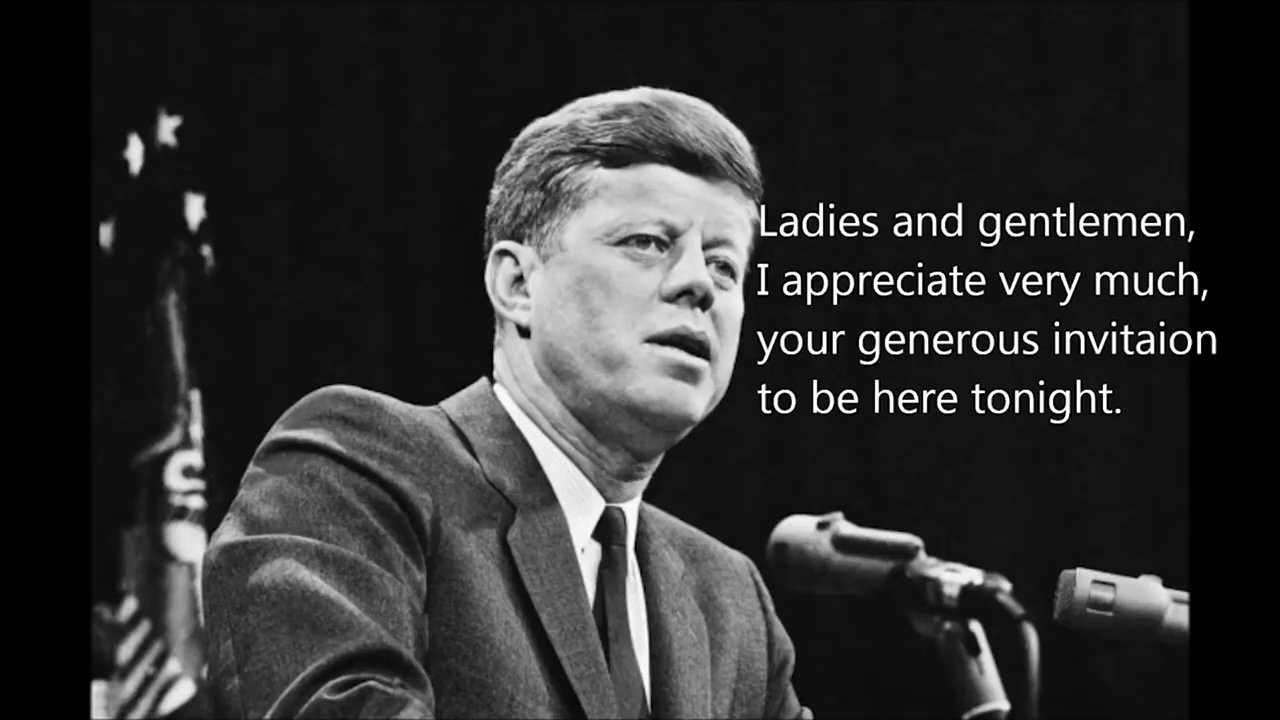 Ladies and gentlemen,
I appreciate very much,
your generous invitaion
to be here tonight.